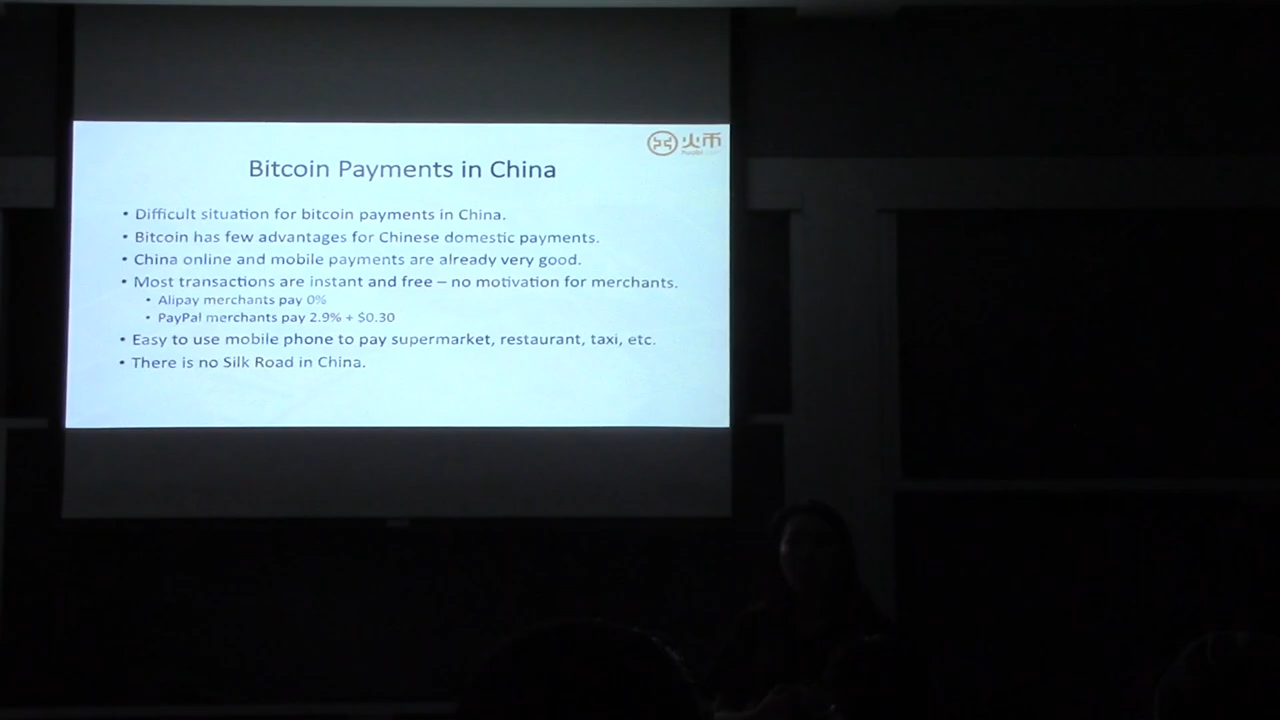 火币
Bitcoin Payments in China
• Difficult situation for bitcoin payments in China.
• Bitcoin has few advantages for Chinese domestic payments.
• China online and mobile payments are already very good.
• Most transactions are instant and free – no motivation for merchants.
• Alipay merchants pay 0%
• PayPal merchants pay 2.9% + $0.30
• Easy to use mobile phone to pay supermarket, restaurant, taxi, etc.
• There is no Silk Road in China.